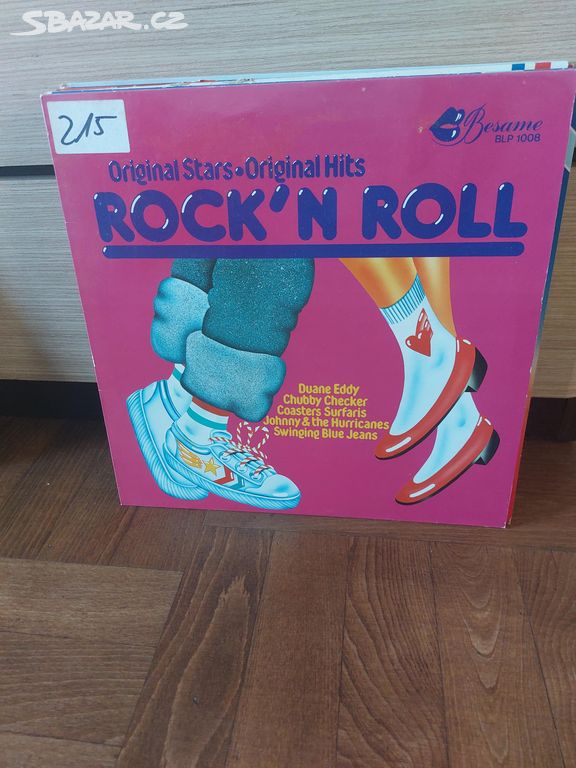 SBAZAR.CZ
215
Besame
BLP 1008
Original Stars•Original Hits
ROCK'N ROLL
Duane Eddy
Chubby Checker
Coasters Surfaris
Johnny & the Hurricanes
Swinging Blue Jeans